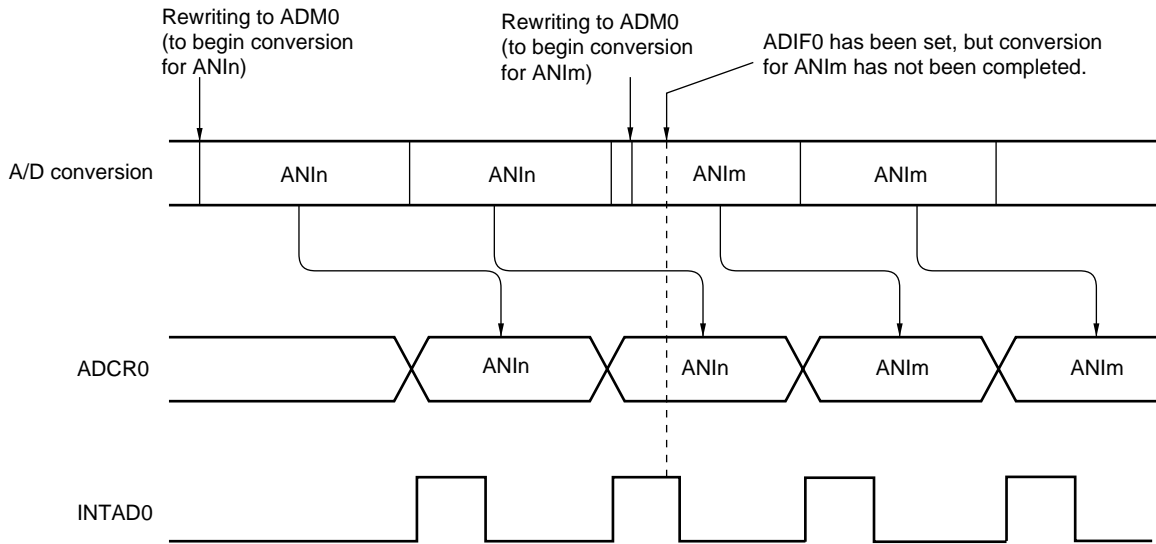 Rewriting to ADM0
(to begin conversion
for ANIn)
Rewriting to ADM0
(to begin conversion
for ANIm)
ADIF0 has been set, but conversion
for ANIm has not been completed.
A/D conversion
ANIn
ANIn
ANIm
ANIm
ADCR0
ANIn
ANIn
ANIm
ANIm
INTAD0